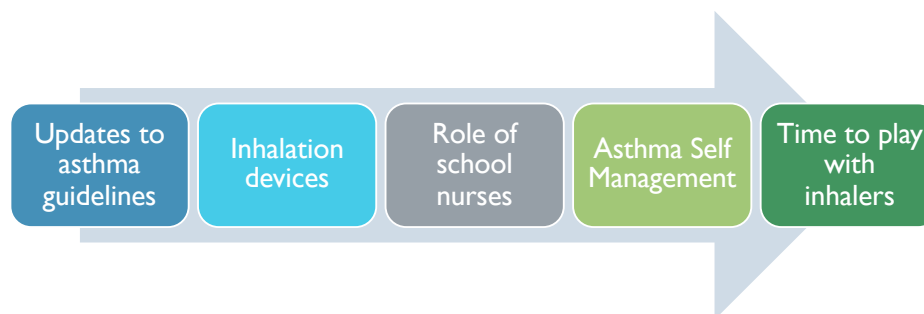 Updates to
asthma
guidelines
Inhalation
devices
Role of
school
nurses
Asthma Self
Management
Time to play
with
inhalers